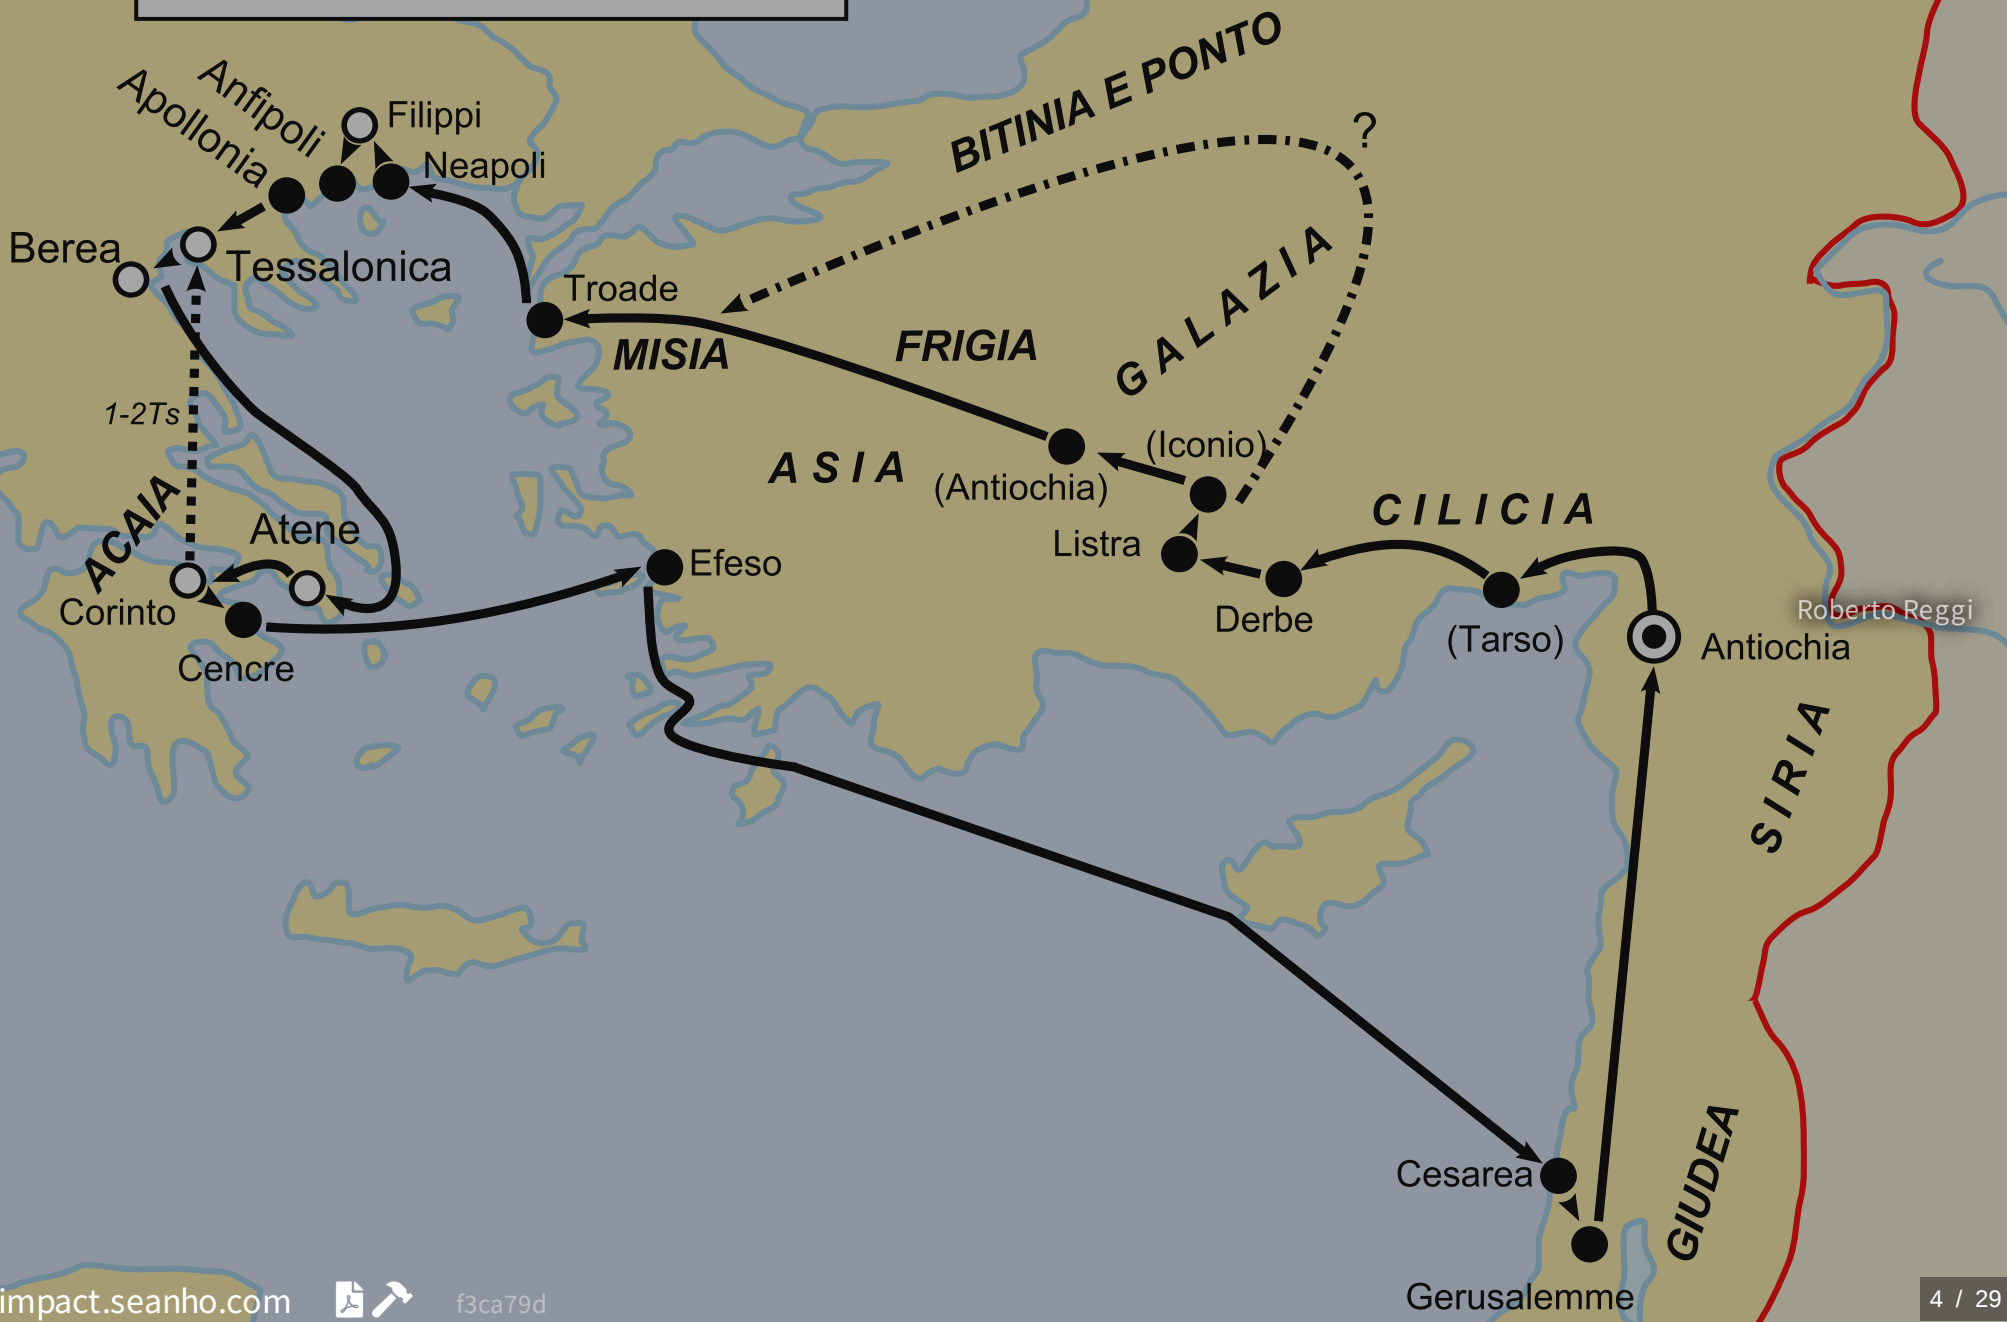 BITINIA E PONTO
?
Anfipoli
Apollonia
Filippi
Neapoli
Berea
Tessalonica
Troade
MISIA
FRIGIA
GALAZIA
1-2Ts
ASIA
(Iconio)
(Antiochia)
ACAIA
Atene
CILICIA
Listra
Efeso
Corinto
Derbe
(Tarso)
Cencre
Roberto Reggi
Antiochia
SIRIA
Cesarea
GIUDEA
Gerusalemme
impact.seanho.com
f3ca79d
4 / 29